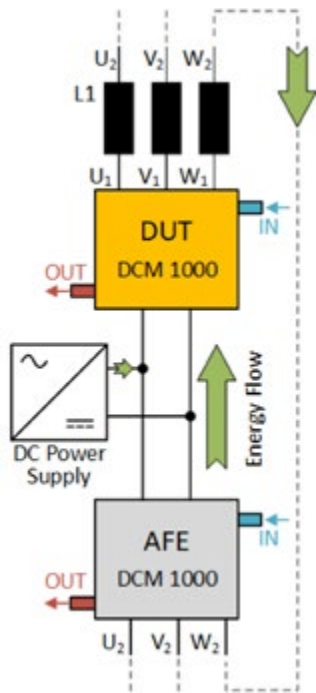 U₂ V₂ W₂
L1
U₁ V₁ W₁
DUT
DCM 1000
IN
OUT
DC Power
Supply
Energy Flow
AFE
DCM 1000
IN
OUT
U₂ V₂ W₂